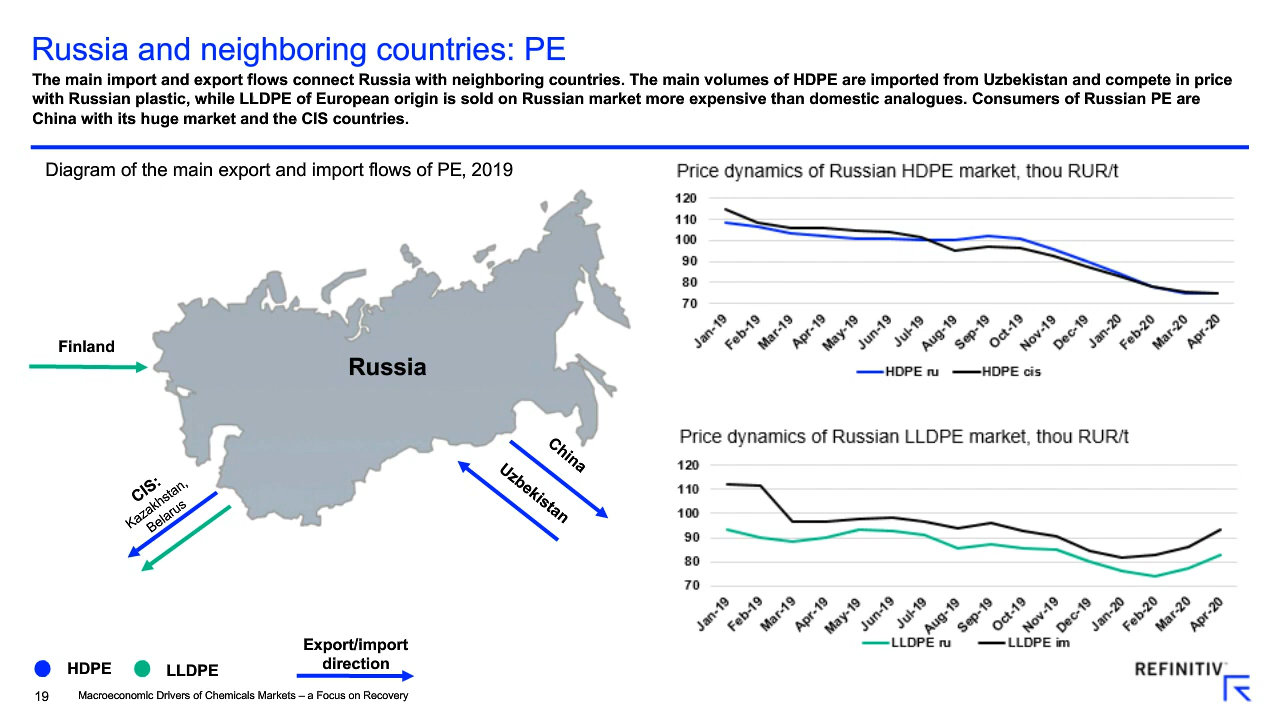 Russia and neighboring countries: PE
The main import and export flows connect Russia with neighboring countries. The main volumes of HDPE are imported from Uzbekistan and compete in price
with Russian plastic, while LLDPE of European origin is sold on Russian market more expensive than domestic analogues. Consumers of Russian PE are
China with its huge market and the CIS countries.
Diagram of the main export and import flows of PE, 2019
Finland
Russia
CIS:
Kazakhstan,
Belarus
China
Uzbekistan
HDPE
LLDPE
Export/import
direction
Price dynamics of Russian HDPE market, thou RUR/t
120
110
100
90
80
70
Jan-19
Feb-19
Mar-19
Apr-19
May-19
Jun-19
Jul-19
Aug-19
Sep-19
Oct-19
Nov-19
Dec-19
Jan-20
Feb-20
Mar-20
Apr-20
HDPE ru
HDPE cis
Price dynamics of Russian LLDPE market, thou RUR/t
120
110
100
90
80
70
Jan-19
Feb-19
Mar-19
Apr-19
May-19
Jun-19
Jul-19
Aug-19
Sep-19
Oct-19
Nov-19
Dec-19
Jan-20
Feb-20
Mar-20
Apr-20
LLDPE ru
LLDPE im
REFINITIV
19
Macroeconomic Drivers of Chemicals Markets – a Focus on Recovery